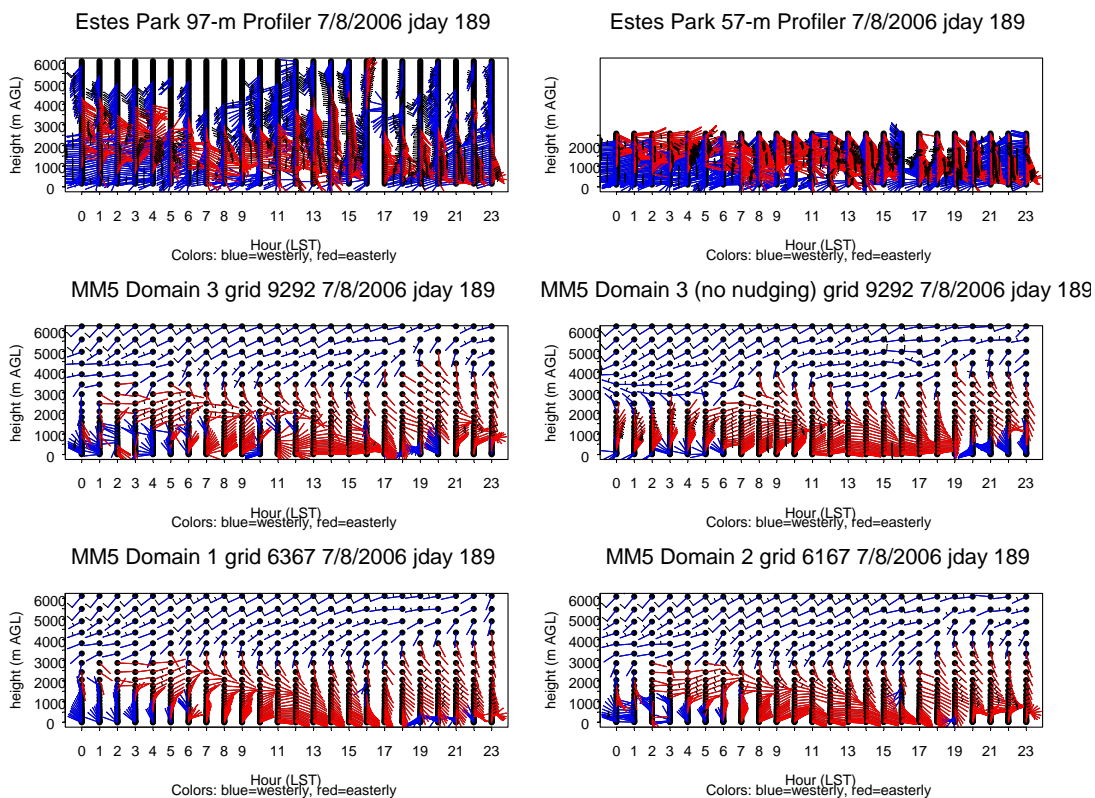 Estes Park 97-m Profiler 7/8/2006 jday 189
height (m AGL)
6000
5000
4000
3000
2000
1000
0
0 1 2 3 4 5 6 7 8 9 11 13 15 17 19 21 23
Hour (LST)
Colors: blue=westerly, red=easterly
Estes Park 57-m Profiler 7/8/2006 jday 189
height (m AGL)
2000
1000
0
0 1 2 3 4 5 6 7 8 9 11 13 15 17 19 21 23
Hour (LST)
Colors: blue=westerly, red=easterly
MM5 Domain 3 grid 9292 7/8/2006 jday 189
height (m AGL)
6000
5000
4000
3000
2000
1000
0
0 1 2 3 4 5 6 7 8 9 11 13 15 17 19 21 23
Hour (LST)
Colors: blue=westerly, red=easterly
MM5 Domain 3 (no nudging) grid 9292 7/8/2006 jday 189
height (m AGL)
6000
5000
4000
3000
2000
1000
0
0 1 2 3 4 5 6 7 8 9 11 13 15 17 19 21 23
Hour (LST)
Colors: blue=westerly, red=easterly
MM5 Domain 1 grid 6367 7/8/2006 jday 189
height (m AGL)
6000
5000
4000
3000
2000
1000
0
0 1 2 3 4 5 6 7 8 9 11 13 15 17 19 21 23
Hour (LST)
Colors: blue=westerly, red=easterly
MM5 Domain 2 grid 6167 7/8/2006 jday 189
height (m AGL)
6000
5000
4000
3000
2000
1000
0
0 1 2 3 4 5 6 7 8 9 11 13 15 17 19 21 23
Hour (LST)
Colors: blue=westerly, red=easterly